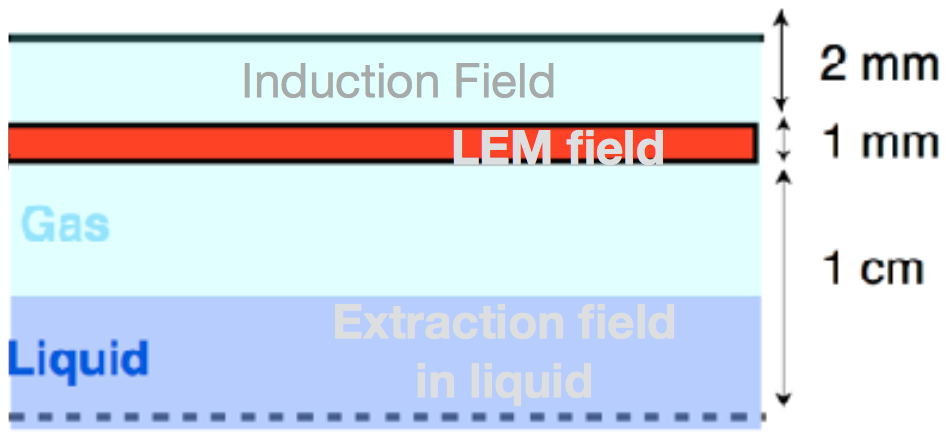 Induction Field
2 mm
LEM field
1 mm
Gas
1 cm
Extraction field
in liquid
Liquid